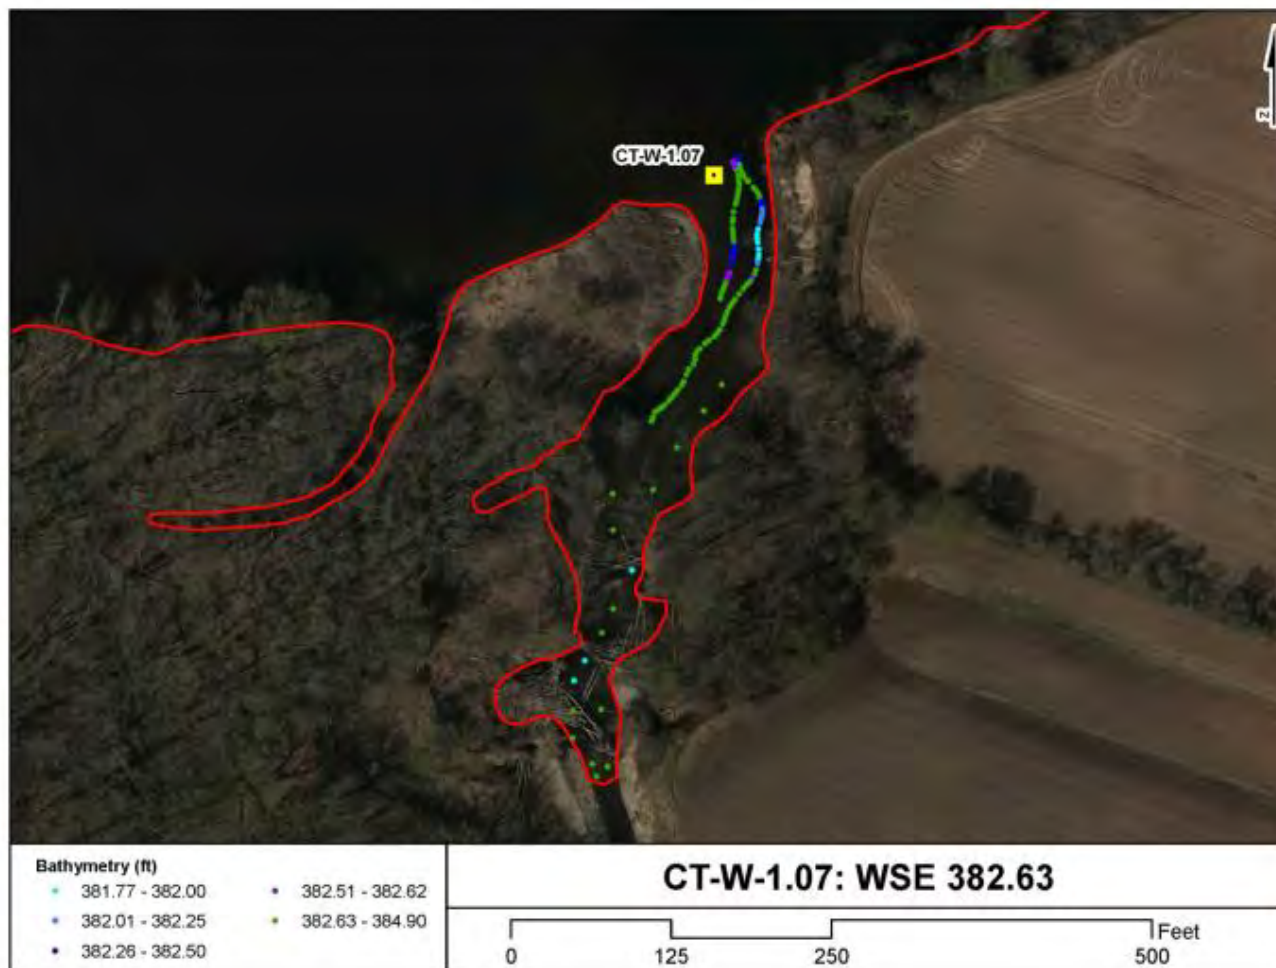 CT-W-1.07
N
Bathymetry (ft)
381.77 - 382.00
382.01 - 382.25
382.26 - 382.50
382.51 - 382.62
382.63 - 384.90
CT-W-1.07: WSE 382.63
Feet
0 125 250 500